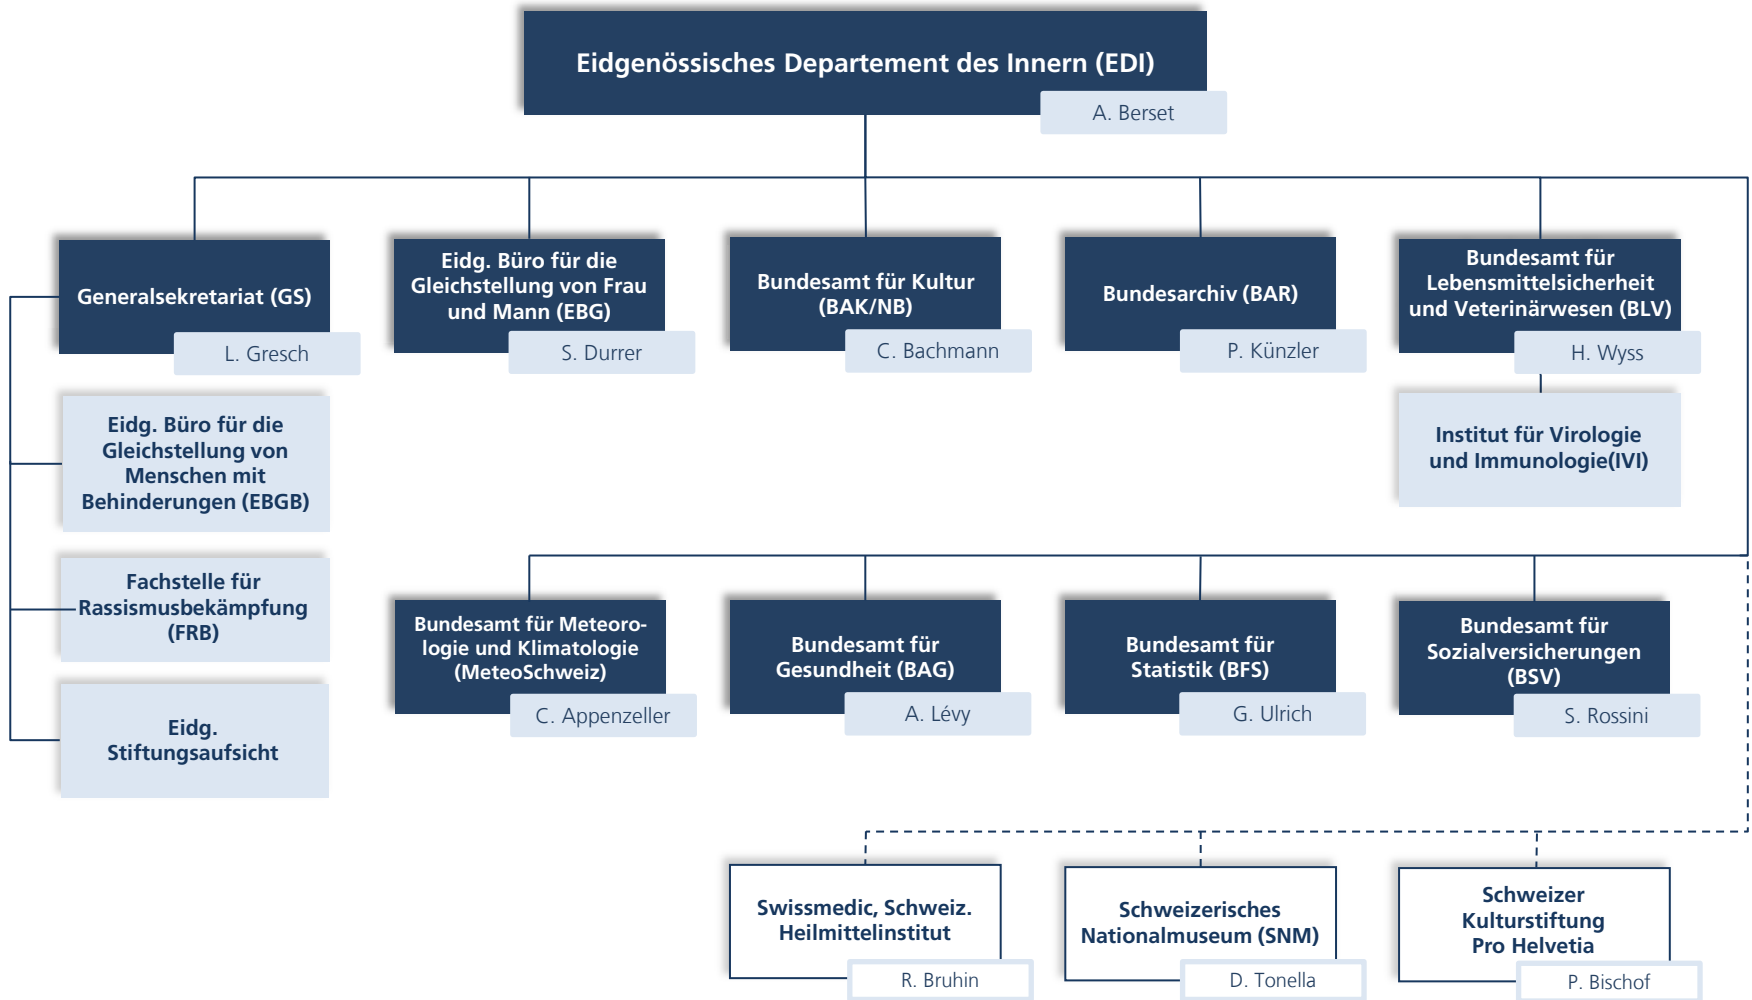 Eidgenössisches Departement des Innern (EDI)
A. Berset
Generalsekretariat (GS)
L. Gresch
Eidg. Büro für die
Gleichstellung von Frau
und Mann (EBG)
S. Durrer
Bundesamt für Kultur
(BAK/NB)
C. Bachmann
Bundesarchiv (BAR)
P. Künzler
Bundesamt für
Lebensmittelsicherheit
und Veterinärwesen (BLV)
H. Wyss
Eidg. Büro für die
Gleichstellung von
Menschen mit
Behinderungen (EBGB)
Institut für Virologie
und Immunologie(IVI)
Fachstelle für
Rassismusbekämpfung
(FRB)
Eidg.
Stiftungsaufsicht
Bundesamt für Meteoro-
logie und Klimatologie
(MeteoSchweiz)
C. Appenzeller
Bundesamt für
Gesundheit (BAG)
A. Lévy
Bundesamt für
Statistik (BFS)
G. Ulrich
Bundesamt für
Sozialversicherungen
(BSV)
S. Rossini
Swissmedic, Schweiz.
Heilmittelinstitut
R. Bruhin
Schweizerisches
Nationalmuseum (SNM)
D. Tonella
Schweizer
Kulturstiftung
Pro Helvetia
P. Bischof